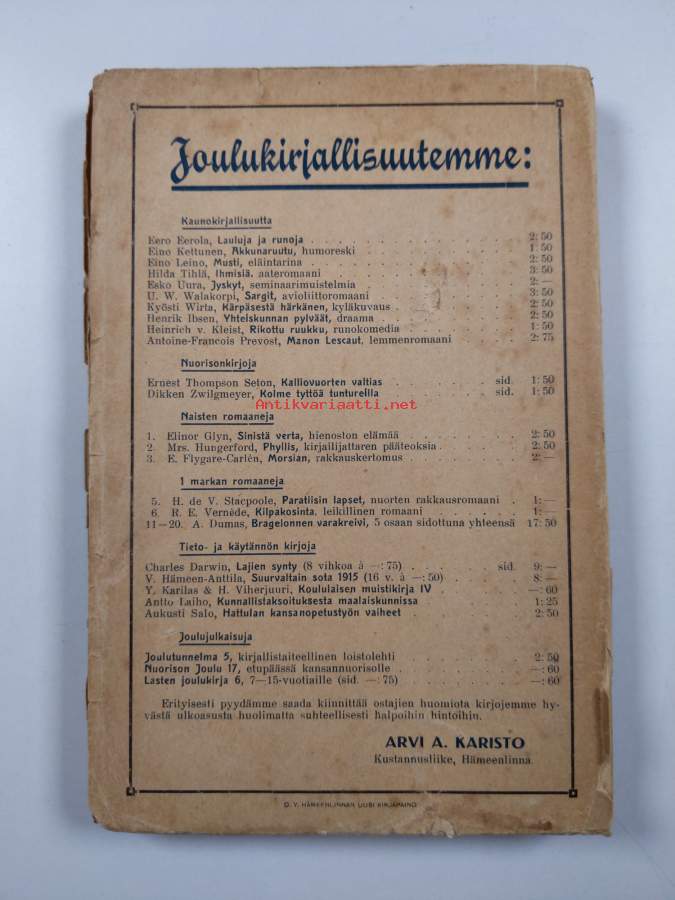 Joulukirjallisuutemme:
Kaunokirjallisuutta
Eero Eerola, Lauluja ja runoja . . . . . . . . . . . . 2:50
Eino Kettunen, Akkunaruutu, humoreski . . . . . . . . . . 1:50
Eino Leino, Musti, eläintarina . . . . . . . . . . . . 2:50
Hilda Tihlä, Ihmisiä, aateromaani . . . . . . . . . . . 3:50
Esko Uura, Jyskyt, seminaarimuistelmia . . . . . . . . . 2:—
U. W. Walakorpi, Sargit, avioliittoromaani . . . . . . . . 3:50
Kyösti Wirta, Kärpäsestä härkänen, kyläkuvaus . . . . . . . 2:50
Henrik Ibsen, Yhteiskunnan pylväät, draama . . . . . . . . 2:50
Heinrich v. Kleist, Rikottu ruukku, runokomedia . . . . . . 1:50
Antoine-Francois Prevost, Manon Lescaut, lemmenromaani . . . . 2:75
Nuorisonkirjoja
Ernest Thompson Seton, Kalliovuorten valtias . . . . . sid. 1:50
Dikken Zwilgmeyer, Kolme tyttöä tuntureilla . . . . . sid. 1:50
Antikvariaatti.net
Naisten romaaneja
1. Elinor Glyn, Sinistä verta, hienoston elämää . . . . . . 2:50
2. Mrs. Hungerford, Phyllis, kirjailijattaren pääteoksia . . . . 2:50
3. E. Flygare-Carlén, Morsian, rakkauskertomus . . . . . . 2:—
1 markan romaaneja
5. H. de V. Stacpoole, Paratiisin lapset, nuorten rakkausromaani . 1:—
6. R. E. Vernède, Kilpakosinta, leikillinen romaani . . . . . 1:—
11—20. A. Dumas, Bragelonnen varakreivi, 5 osaan sidottuna yhteensä 17:50
Tieto- ja käytännön kirjoja
Charles Darwin, Lajien synty (8 vihkoa à —:75) . . . . sid. 9:—
V. Hämeen-Anttila, Suurvaltain sota 1915 (16 v. à —:50) . . . . 8:—
Y. Karilas & H. Viherjuuri, Koululaisen muistikirja IV . . . . —:60
Antto Laiho, Kunnallistaksoituksesta maalaiskunnissa . . . . 1:25
Aukusti Salo, Hattulan kansanopetustyön vaiheet . . . . . 2:50
Joulujulkaisuja
Joulutunnelma 5, kirjallistaiteellinen loistolehti . . . . . . 2:50
Nuorison Joulu 17, etupäässä kansannuorisolle . . . . . . —:60
Lasten joulukirja 6, 7—15-vuotiaille (sid. —:75) . . . . . . —:60
Erityisesti pyydämme saada kiinnittää ostajien huomiota kirjojemme hy-
västä ulkoasusta huolimatta suhteellisesti halpoihin hintoihin.
ARVI A. KARISTO
Kustannusliike, Hämeenlinna.
O. Y. HÄMEENLINNAN UUSI KIRJAPAINO